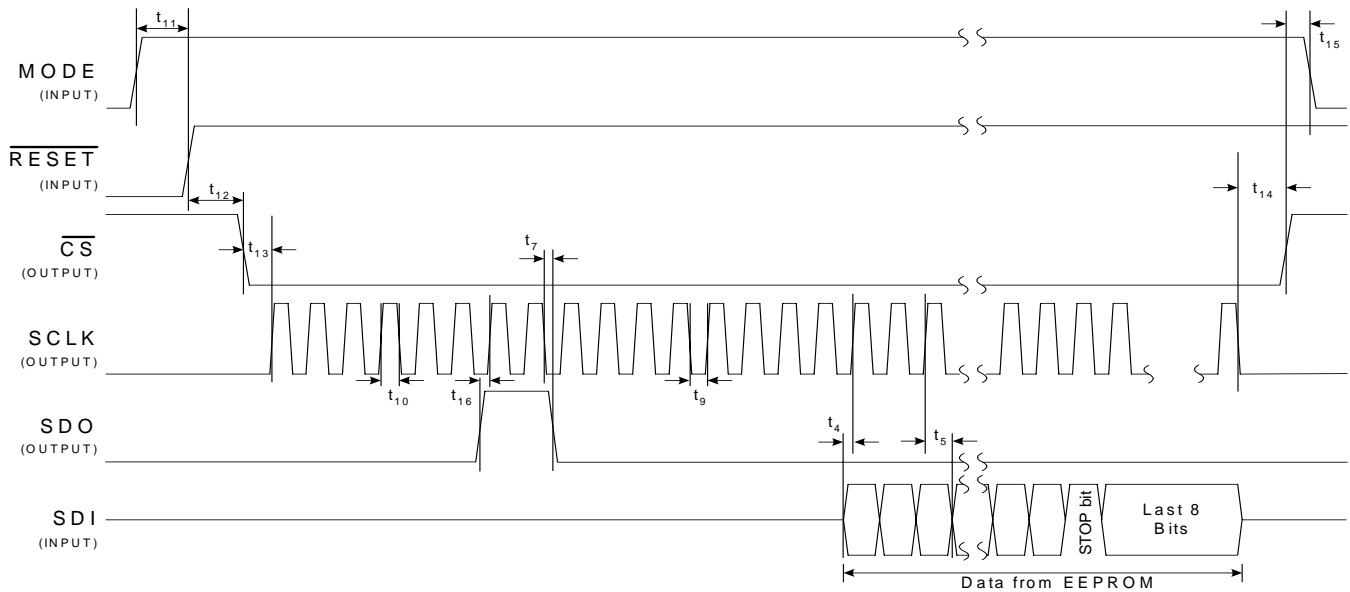 t11
t15
MODE
(INPUT)
RESET
(INPUT)
t12
t14
CS
(OUTPUT)
t13
t7
SCLK
(OUTPUT)
t10
t16
t9
SDO
(OUTPUT)
t4
t5
SDI
(INPUT)
STOP bit
Last 8
Bits
Data from EEPROM